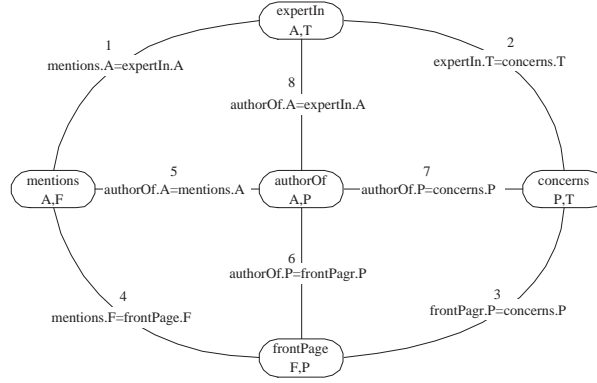 expertIn
A,T
1
mentions.A=expertIn.A
2
expertIn.T=concerns.T
8
authorOf.A=expertIn.A
mentions
A,F
5
authorOf.A=mentions.A
authorOf
A,P
7
authorOf.P=concerns.P
concerns
P,T
6
authorOf.P=frontPagr.P
4
mentions.F=frontPage.F
3
frontPagr.P=concerns.P
frontPage
F,P